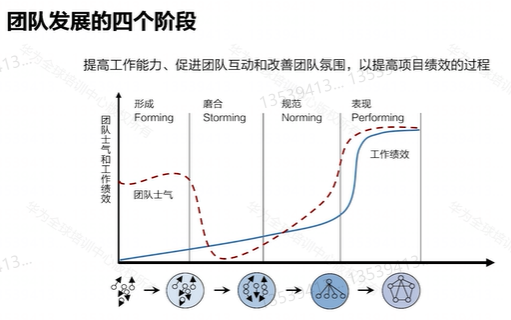 团队发展的四个阶段
提高工作能力、促进团队互动和改善团队氛围，以提高项目绩效的过程
形成
Forming
磨合
Storming
规范
Norming
表现
Performing
团队士气和工作绩效
团队士气
工作绩效